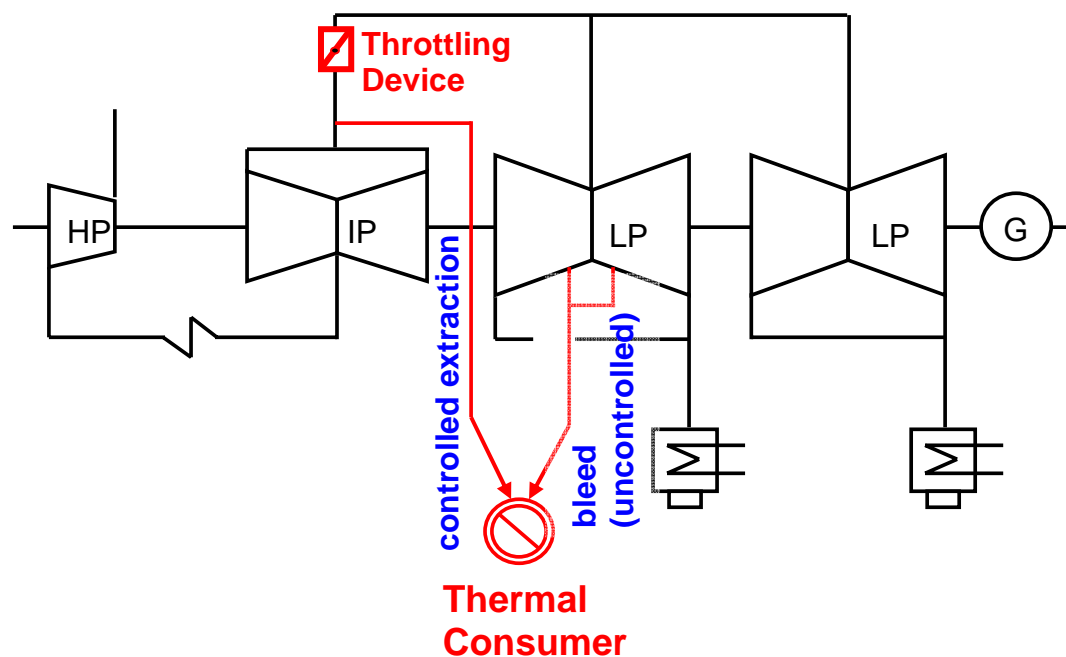 Throttling
Device
HP
IP
LP
LP
G
controlled extraction
bleed
(uncontrolled)
Thermal
Consumer